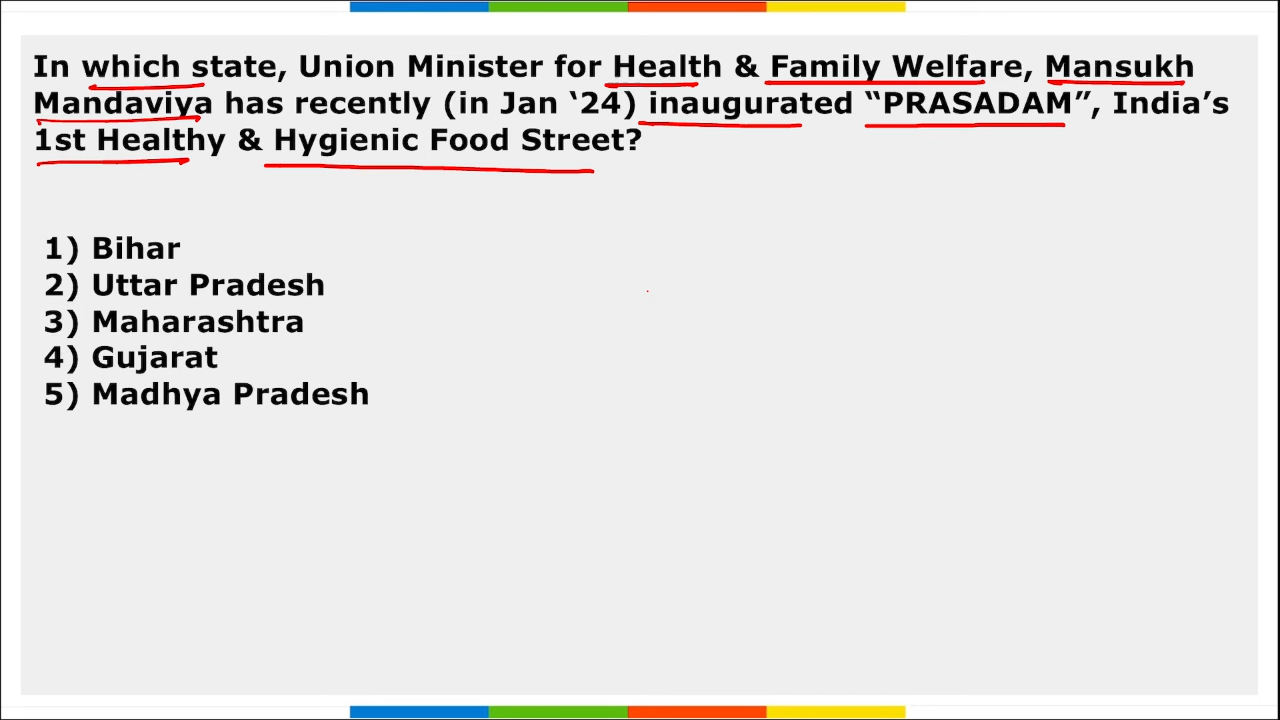 In which state, Union Minister for Health & Family Welfare, Mansukh
Mandaviya has recently (in Jan ‘24) inaugurated “PRASADAM”, India’s
1st Healthy & Hygienic Food Street?
1) Bihar
2) Uttar Pradesh
3) Maharashtra
4) Gujarat
5) Madhya Pradesh